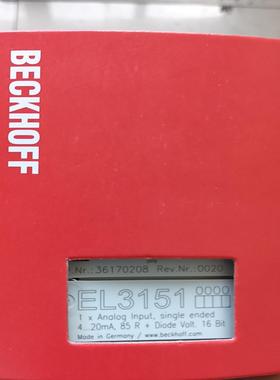 BECKHOFF
Nr.:36170208 Rev.Nr.:0020
EL3151 0000
1 x Analog Input, single ended
4...20mA, 85 R + Diode Volt. 16 Bit
Made in Germany / www.beckhoff.com